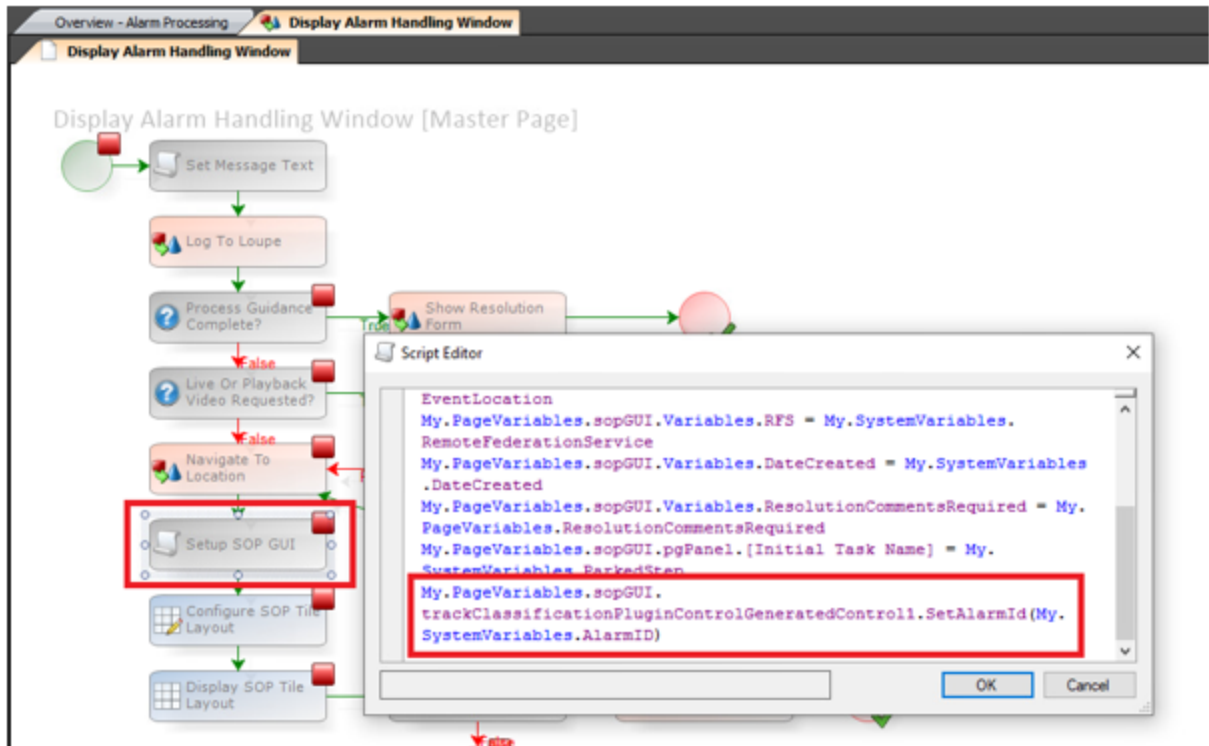 Overview - Alarm Processing
Display Alarm Handling Window
Display Alarm Handling Window
Display Alarm Handling Window [Master Page]
Set Message Text
Log To Loupe
Process Guidance
Complete?
True
Show Resolution
Form
False
Live Or Playback
Video Requested?
False
Navigate To
Location
Setup SOP GUI
Configure SOP Tile
Layout
Display SOP Tile
Layout
False
Script Editor
EventLocation
My.PageVariables.sopGUI.Variables.RFS = My.SystemVariables.
RemoteFederationService
My.PageVariables.sopGUI.Variables.DateCreated = My.SystemVariables
.DateCreated
My.PageVariables.sopGUI.Variables.ResolutionCommentsRequired = My.
PageVariables.ResolutionCommentsRequired
My.PageVariables.sopGUI.pgPanel.[Initial Task Name] = My.
SystemVariables.ParkedStep
My.PageVariables.sopGUI.
trackClassificationPluginControlGeneratedControl1.SetAlarmId(My.
SystemVariables.AlarmID)
OK
Cancel